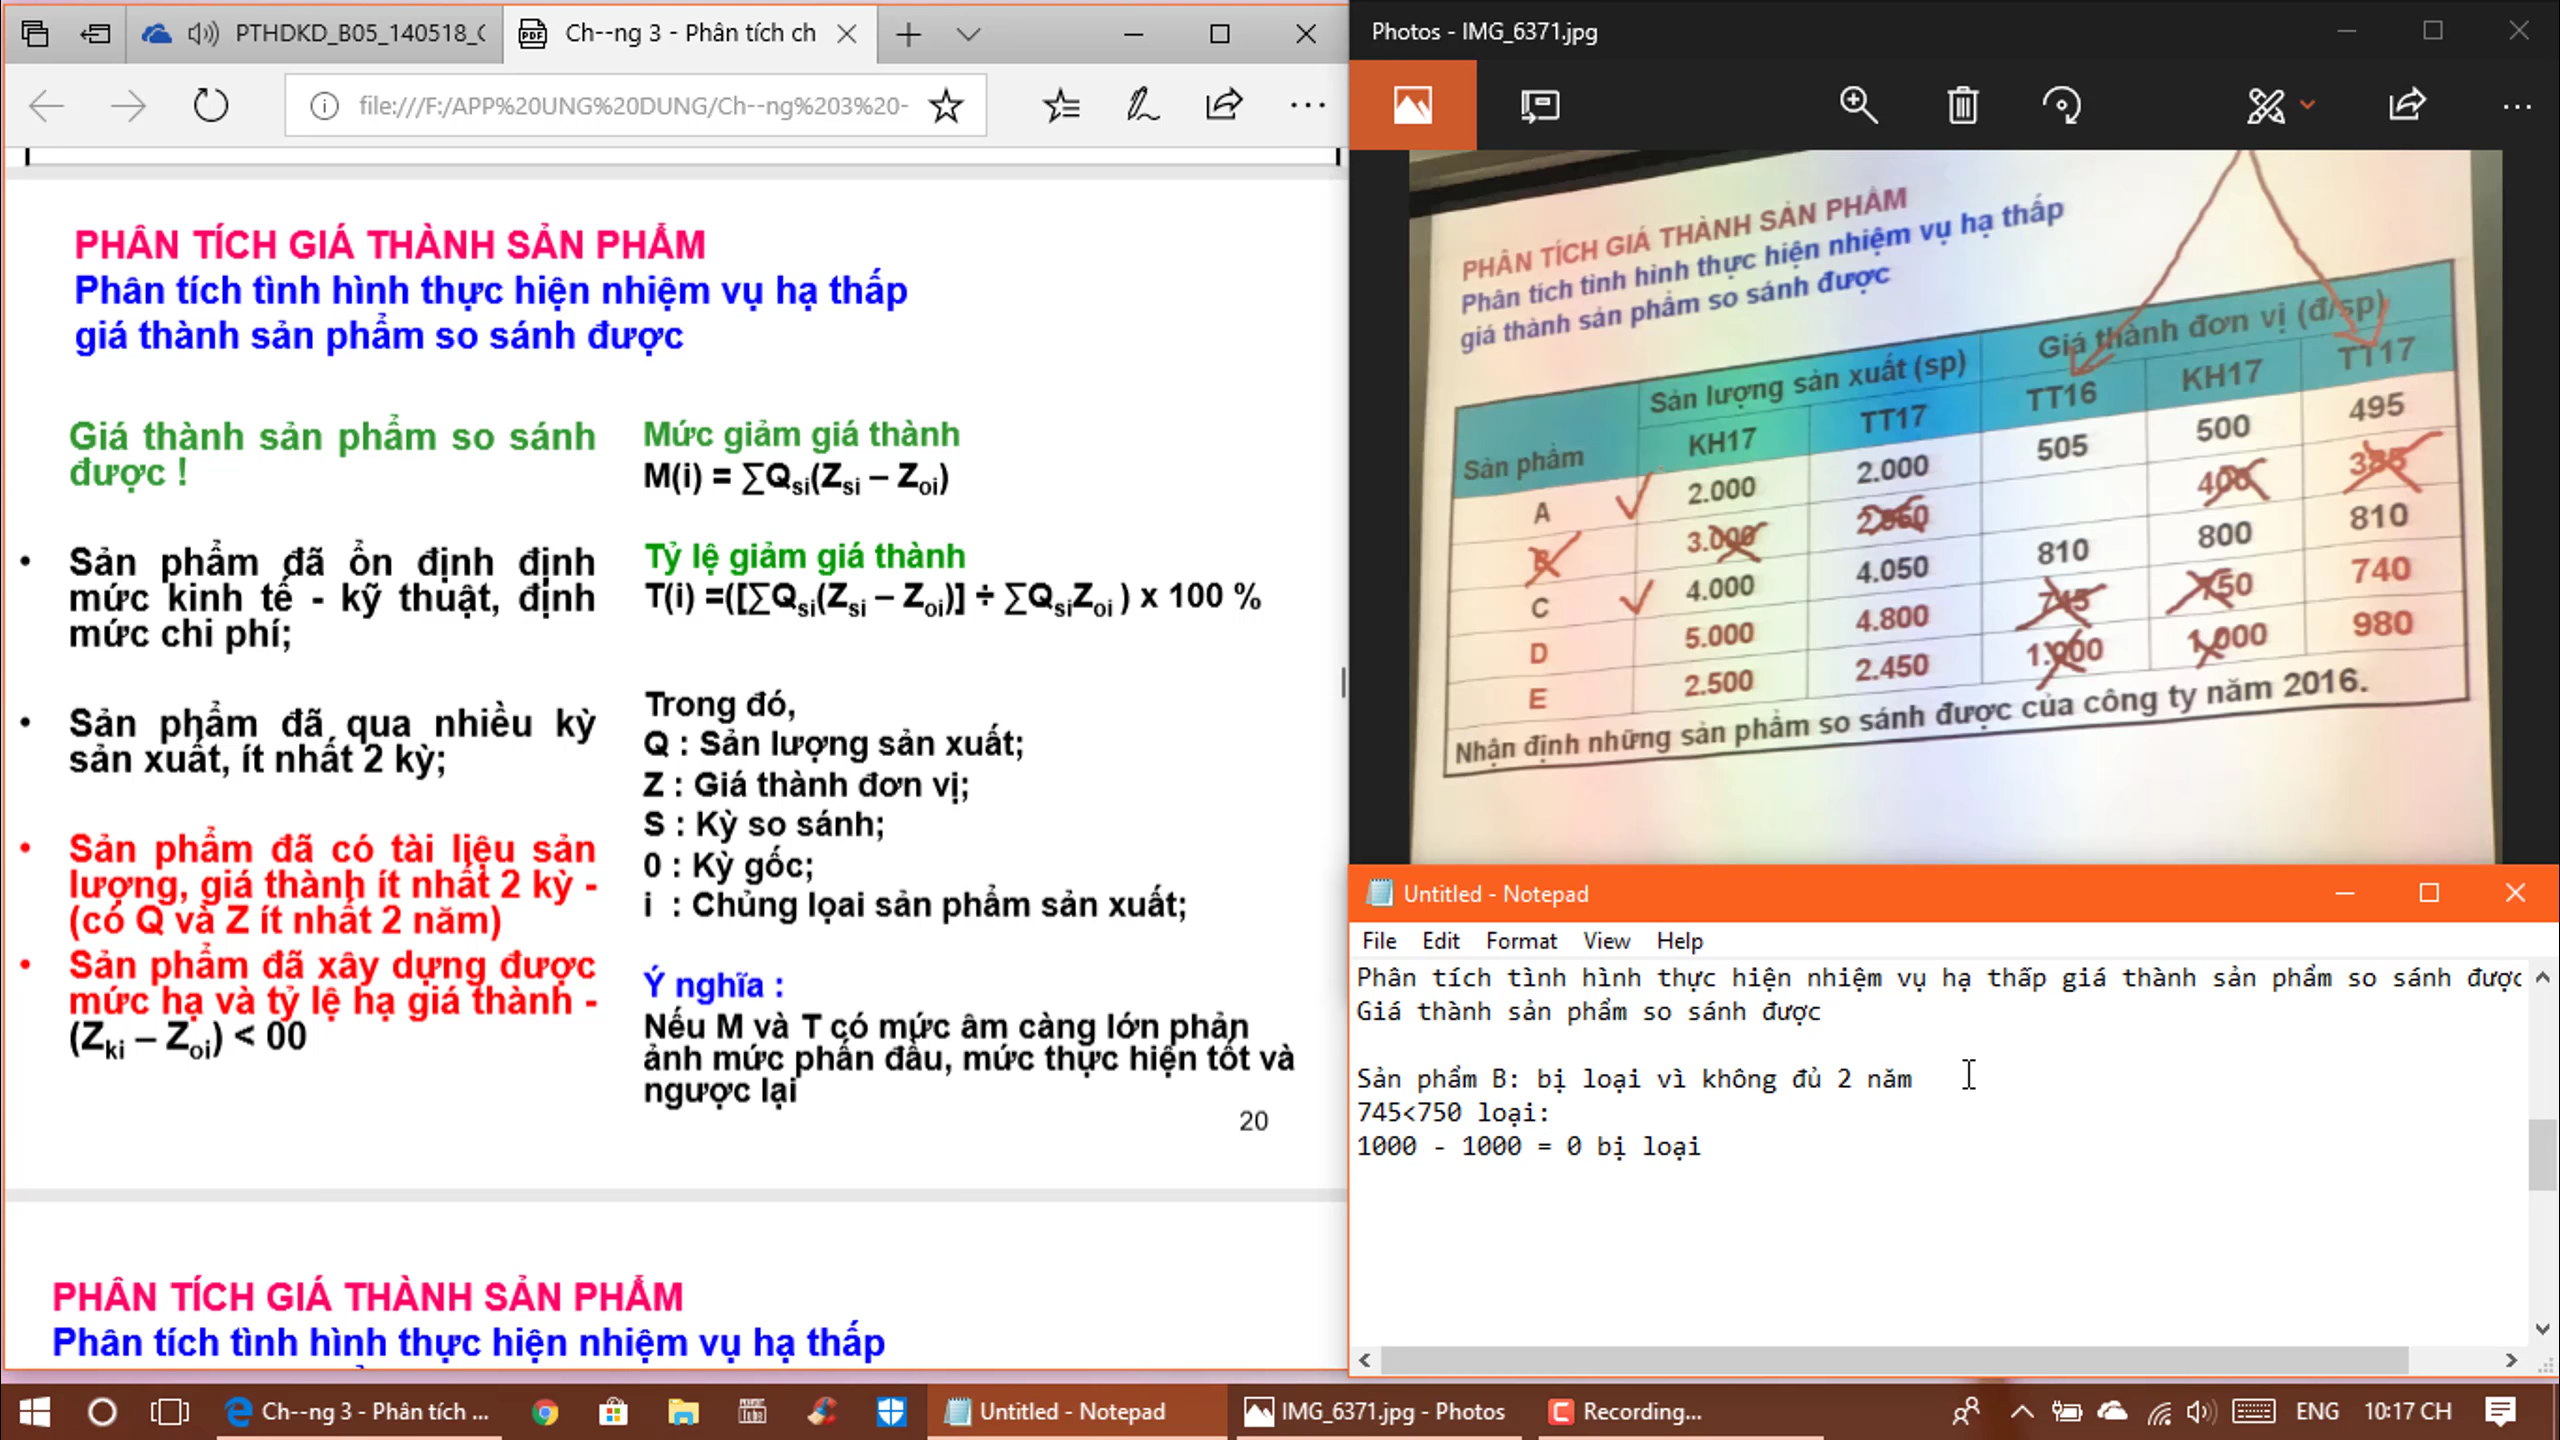 PTHDKD_B05_140518_C
Ch--ng 3 - Phân tích ch
file:///F:/APP%20UNG%20DUNG/Ch--ng%203%20-
PHÂN TÍCH GIÁ THÀNH SẢN PHẨM
Phân tích tình hình thực hiện nhiệm vụ hạ thấp
giá thành sản phẩm so sánh được
Giá thành sản phẩm so sánh
được !
• Sản phẩm đã ổn định định
mức kinh tế - kỹ thuật, định
mức chi phí;
• Sản phẩm đã qua nhiều kỳ
sản xuất, ít nhất 2 kỳ;
• Sản phẩm đã có tài liệu sản
lượng, giá thành ít nhất 2 kỳ -
(có Q và Z ít nhất 2 năm)
• Sản phẩm đã xây dựng được
mức hạ và tỷ lệ hạ giá thành -
(Zki – Zoi) < 00
Mức giảm giá thành
M(i) = ∑Qsi(Zsi – Zoi)
Tỷ lệ giảm giá thành
T(i) =([∑Qsi(Zsi – Zoi)] ÷ ∑QsiZoi ) x 100 %
Trong đó,
Q : Sản lượng sản xuất;
Z : Giá thành đơn vị;
S : Kỳ so sánh;
0 : Kỳ gốc;
i : Chủng lọai sản phẩm sản xuất;
Ý nghĩa :
Nếu M và T có mức âm càng lớn phản
ảnh mức phấn đấu, mức thực hiện tốt và
ngược lại
20
PHÂN TÍCH GIÁ THÀNH SẢN PHẨM
Phân tích tình hình thực hiện nhiệm vụ hạ thấp
Photos - IMG_6371.jpg
PHÂN TÍCH GIÁ THÀNH SẢN PHẨM
Phân tích tình hình thực hiện nhiệm vụ hạ thấp
giá thành sản phẩm so sánh được
Sản phẩm Sản lượng sản xuất (sp) Giá thành đơn vị (đ/sp)
KH17 TT17 TT16 KH17 TT17
A 2.000 2.000 505 500 495
B 3.000 400 385
C 4.000 4.050 810 800 810
D 5.000 4.800 745 750 740
E 2.500 2.450 1.000 1.000 980
Nhận định những sản phẩm so sánh được của công ty năm 2016.
Untitled - Notepad
File Edit Format View Help
Phân tích tình hình thực hiện nhiệm vụ hạ thấp giá thành sản phẩm so sánh được
Giá thành sản phẩm so sánh được
Sản phẩm B: bị loại vì không đủ 2 năm
745<750 loại:
1000 - 1000 = 0 bị loại
Ch--ng 3 - Phân tích ...
Untitled - Notepad
IMG_6371.jpg - Photos
Recording...
ENG
10:17 CH